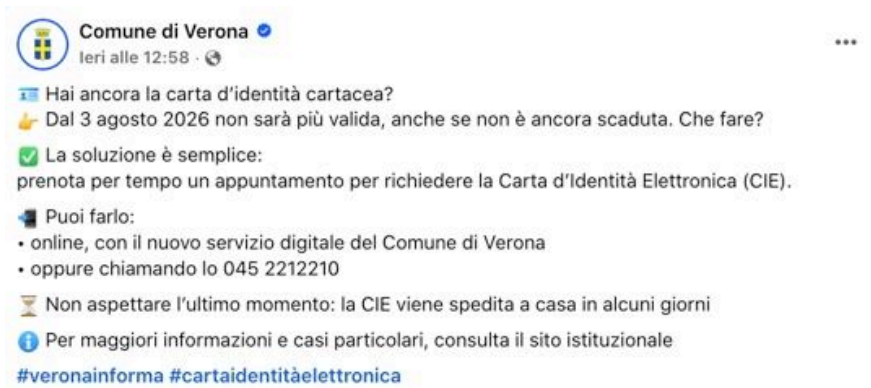 Comune di Verona
Ieri alle 12:58 ·
🪪 Hai ancora la carta d'identità cartacea?
👉 Dal 3 agosto 2026 non sarà più valida, anche se non è ancora scaduta. Che fare?
✅ La soluzione è semplice:
prenota per tempo un appuntamento per richiedere la Carta d'Identità Elettronica (CIE).
📲 Puoi farlo:
• online, con il nuovo servizio digitale del Comune di Verona
• oppure chiamando lo 045 2212210
⏳ Non aspettare l'ultimo momento: la CIE viene spedita a casa in alcuni giorni
ℹ️ Per maggiori informazioni e casi particolari, consulta il sito istituzionale
#veronainforma #cartaidentitàelettronica